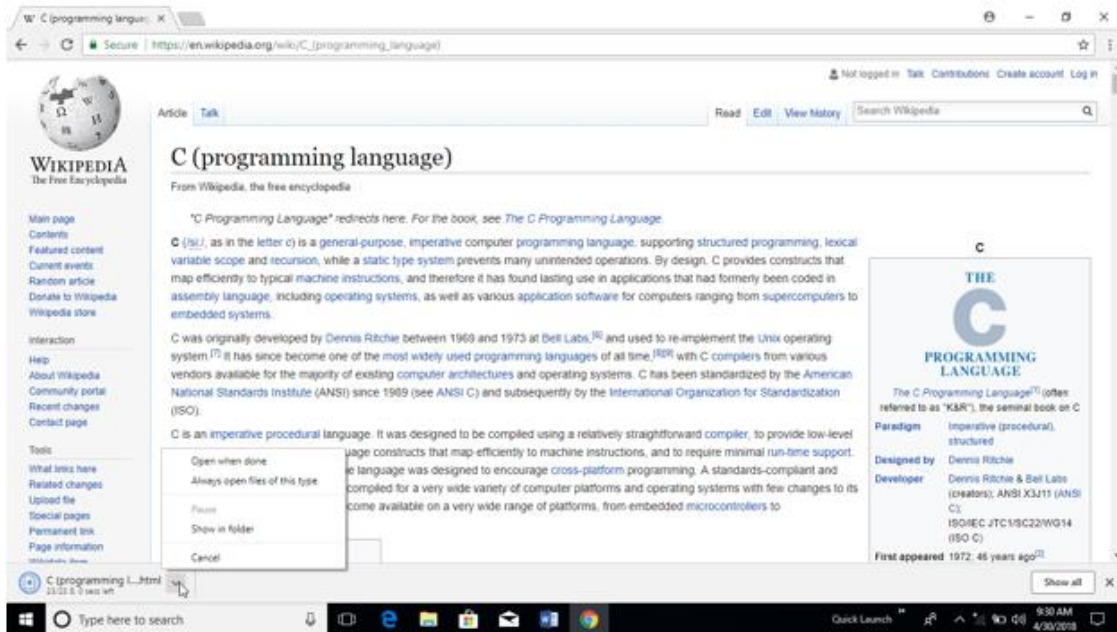 W C (programming languag
Secure https://en.wikipedia.org/wiki/C_(programming_language)
Not logged in Talk Contributions Create account Log in
Article Talk Read Edit View history Search Wikipedia
WIKIPEDIA
The Free Encyclopedia
Main page
Contents
Featured content
Current events
Random article
Donate to Wikipedia
Wikipedia store
Interaction
Help
About Wikipedia
Community portal
Recent changes
Contact page
Tools
What links here
Related changes
Upload file
Special pages
Permanent link
Page information
C (programming language)
From Wikipedia, the free encyclopedia
"C Programming Language" redirects here. For the book, see The C Programming Language.
C (/siː/, as in the letter c) is a general-purpose, imperative computer programming language, supporting structured programming, lexical
variable scope and recursion, while a static type system prevents many unintended operations. By design, C provides constructs that
map efficiently to typical machine instructions, and therefore it has found lasting use in applications that had formerly been coded in
assembly language, including operating systems, as well as various application software for computers ranging from supercomputers to
embedded systems.
C was originally developed by Dennis Ritchie between 1969 and 1973 at Bell Labs,[6] and used to re-implement the Unix operating
system.[7] It has since become one of the most widely used programming languages of all time,[8][9] with C compilers from various
vendors available for the majority of existing computer architectures and operating systems. C has been standardized by the American
National Standards Institute (ANSI) since 1989 (see ANSI C) and subsequently by the International Organization for Standardization
(ISO).
C is an imperative procedural language. It was designed to be compiled using a relatively straightforward compiler, to provide low-level
uage constructs that map efficiently to machine instructions, and to require minimal run-time support.
e language was designed to encourage cross-platform programming. A standards-compliant and
compiled for a very wide variety of computer platforms and operating systems with few changes to its
come available on a very wide range of platforms, from embedded microcontrollers to
C
THE
C
PROGRAMMING
LANGUAGE
The C Programming Language[1] (often
referred to as "K&R"), the seminal book on C
Paradigm Imperative (procedural),
structured
Designed by Dennis Ritchie
Developer Dennis Ritchie & Bell Labs
(creators); ANSI X3J11 (ANSI
C);
ISO/IEC JTC1/SC22/WG14
(ISO C)
First appeared 1972; 46 years ago[2]
Open when done
Always open files of this type
Pause
Show in folder
Cancel
C (programming l....html
0 secs left
Show all
Type here to search
Quick Launch
9:30 AM
4/30/2018